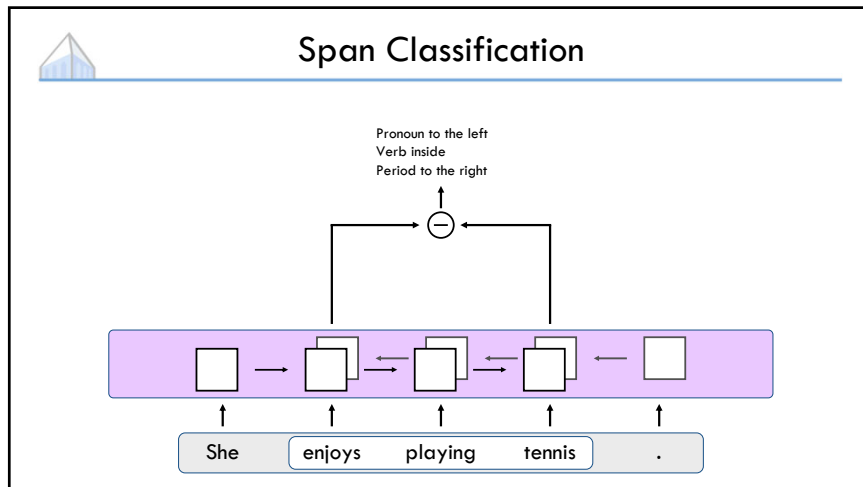 Span Classification
Pronoun to the left
Verb inside
Period to the right
She enjoys playing tennis .